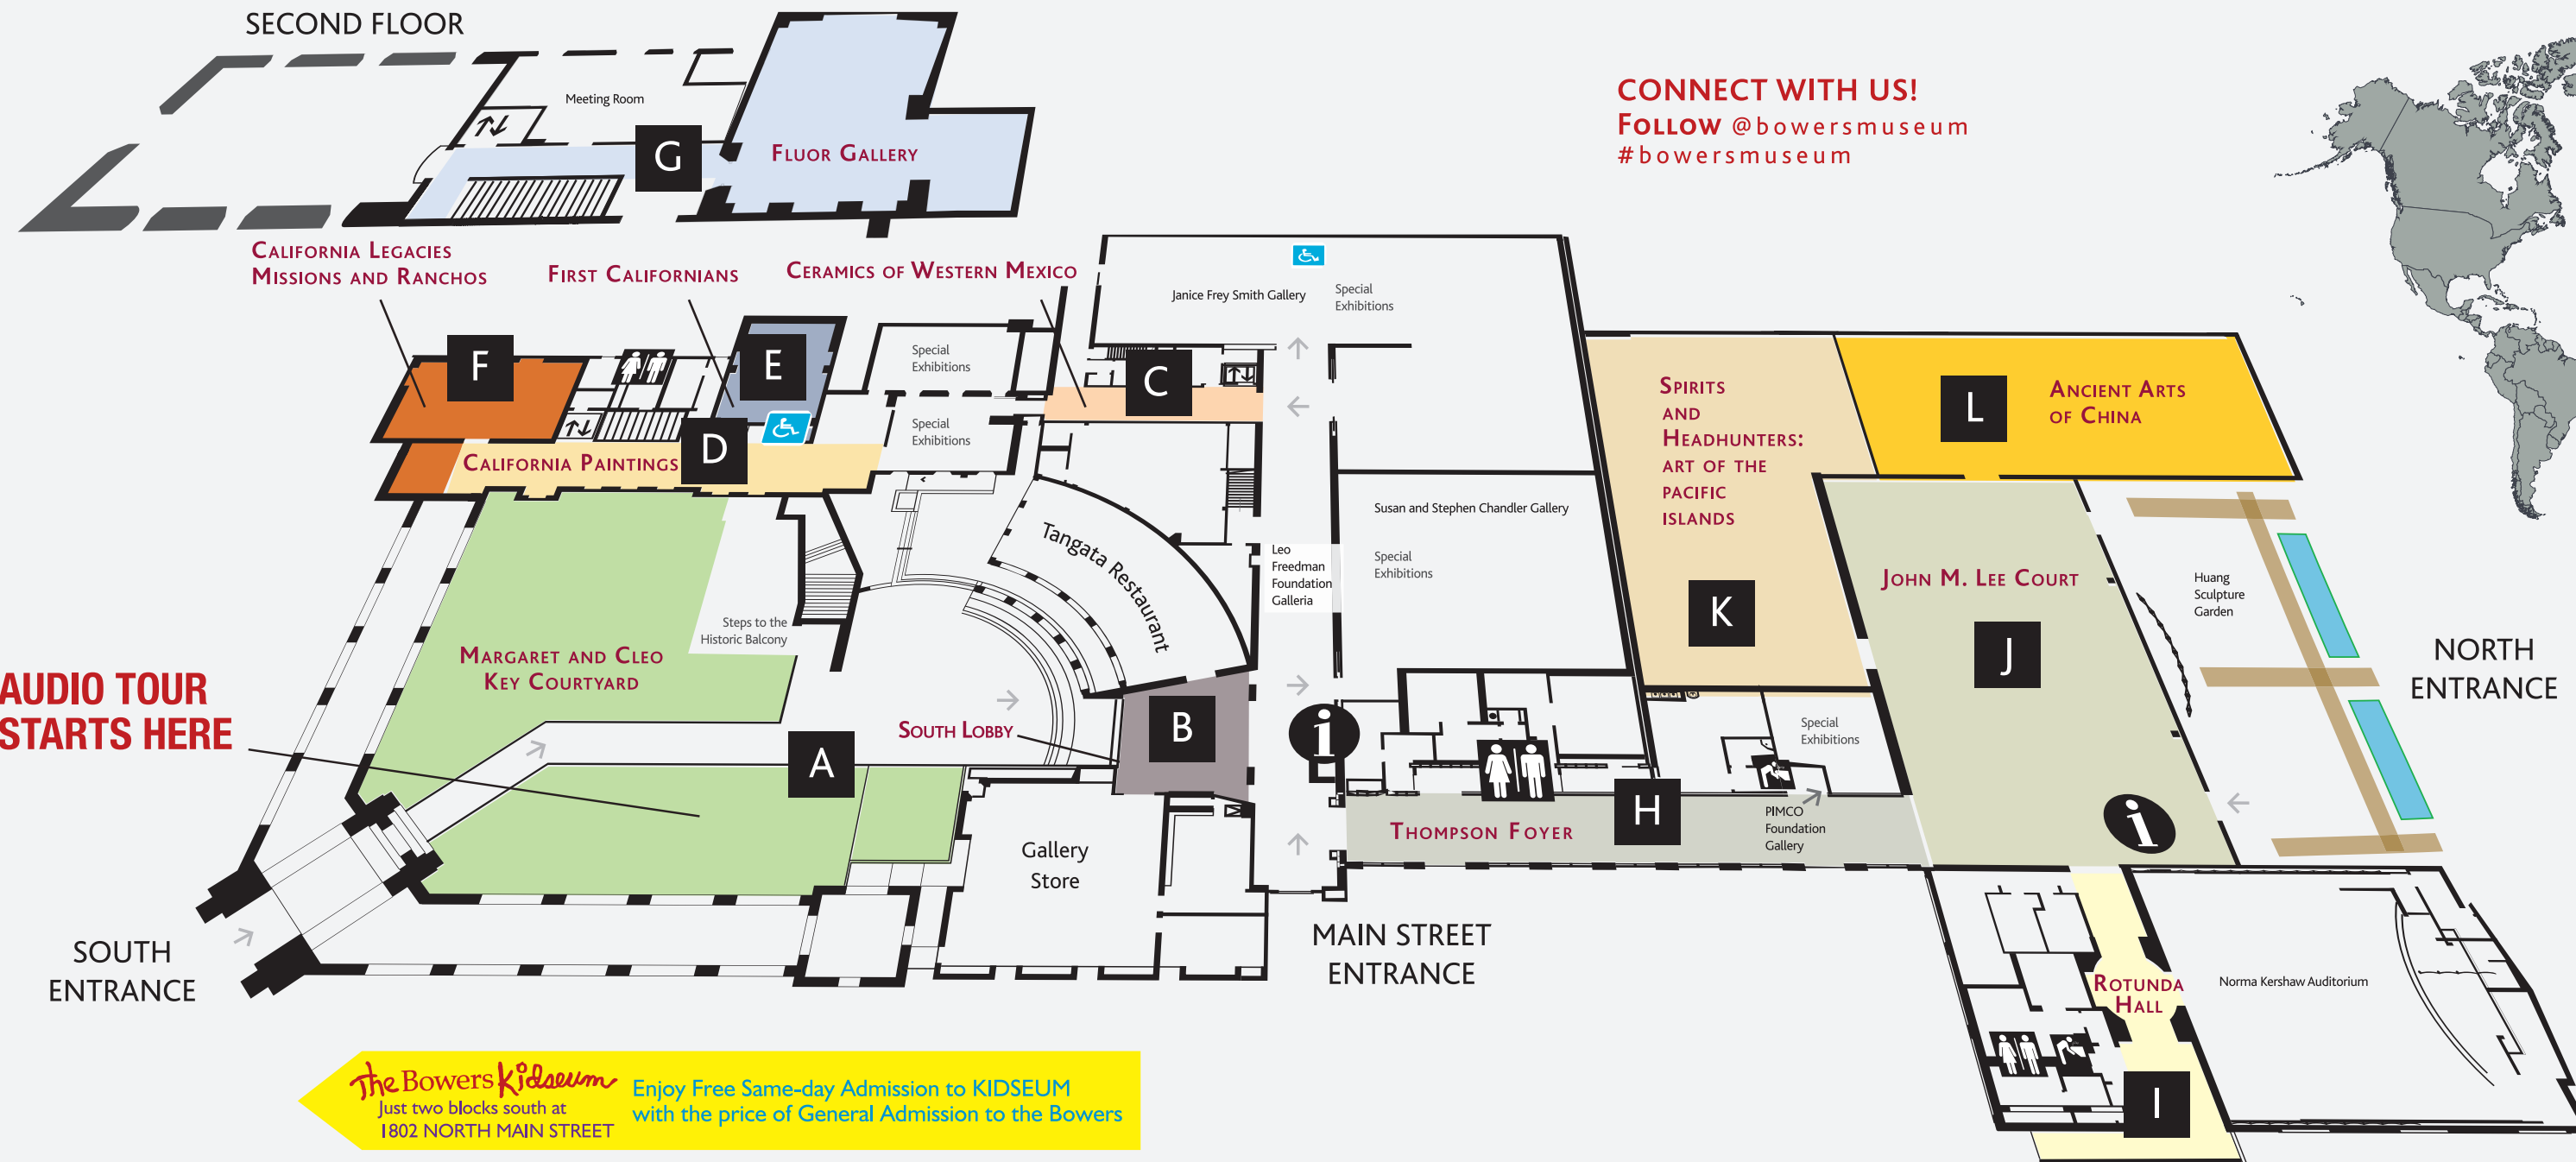 SECOND FLOOR
Meeting Room
G
FLUOR GALLERY
CONNECT WITH US!
FOLLOW @bowersmuseum
#bowersmuseum
CALIFORNIA LEGACIES
MISSIONS AND RANCHOS
FIRST CALIFORNIANS
CERAMICS OF WESTERN MEXICO
Janice Frey Smith Gallery
Special
Exhibitions
F
E
Special
Exhibitions
C
D
CALIFORNIA PAINTINGS
Special
Exhibitions
SPIRITS
AND
HEADHUNTERS:
ART OF THE
PACIFIC
ISLANDS
L
ANCIENT ARTS
OF CHINA
Tangata Restaurant
Susan and Stephen Chandler Gallery
Special
Exhibitions
Leo
Freedman
Foundation
Galleria
K
JOHN M. LEE COURT
J
Huang
Sculpture
Garden
NORTH
ENTRANCE
Steps to the
Historic Balcony
MARGARET AND CLEO
KEY COURTYARD
AUDIO TOUR
STARTS HERE
SOUTH LOBBY
A
B
i
Special
Exhibitions
H
THOMPSON FOYER
PIMCO
Foundation
Gallery
i
Gallery
Store
SOUTH
ENTRANCE
MAIN STREET
ENTRANCE
ROTUNDA
HALL
Norma Kershaw Auditorium
I
The Bowers Kidseum
Just two blocks south at
1802 NORTH MAIN STREET
Enjoy Free Same-day Admission to KIDSEUM
with the price of General Admission to the Bowers